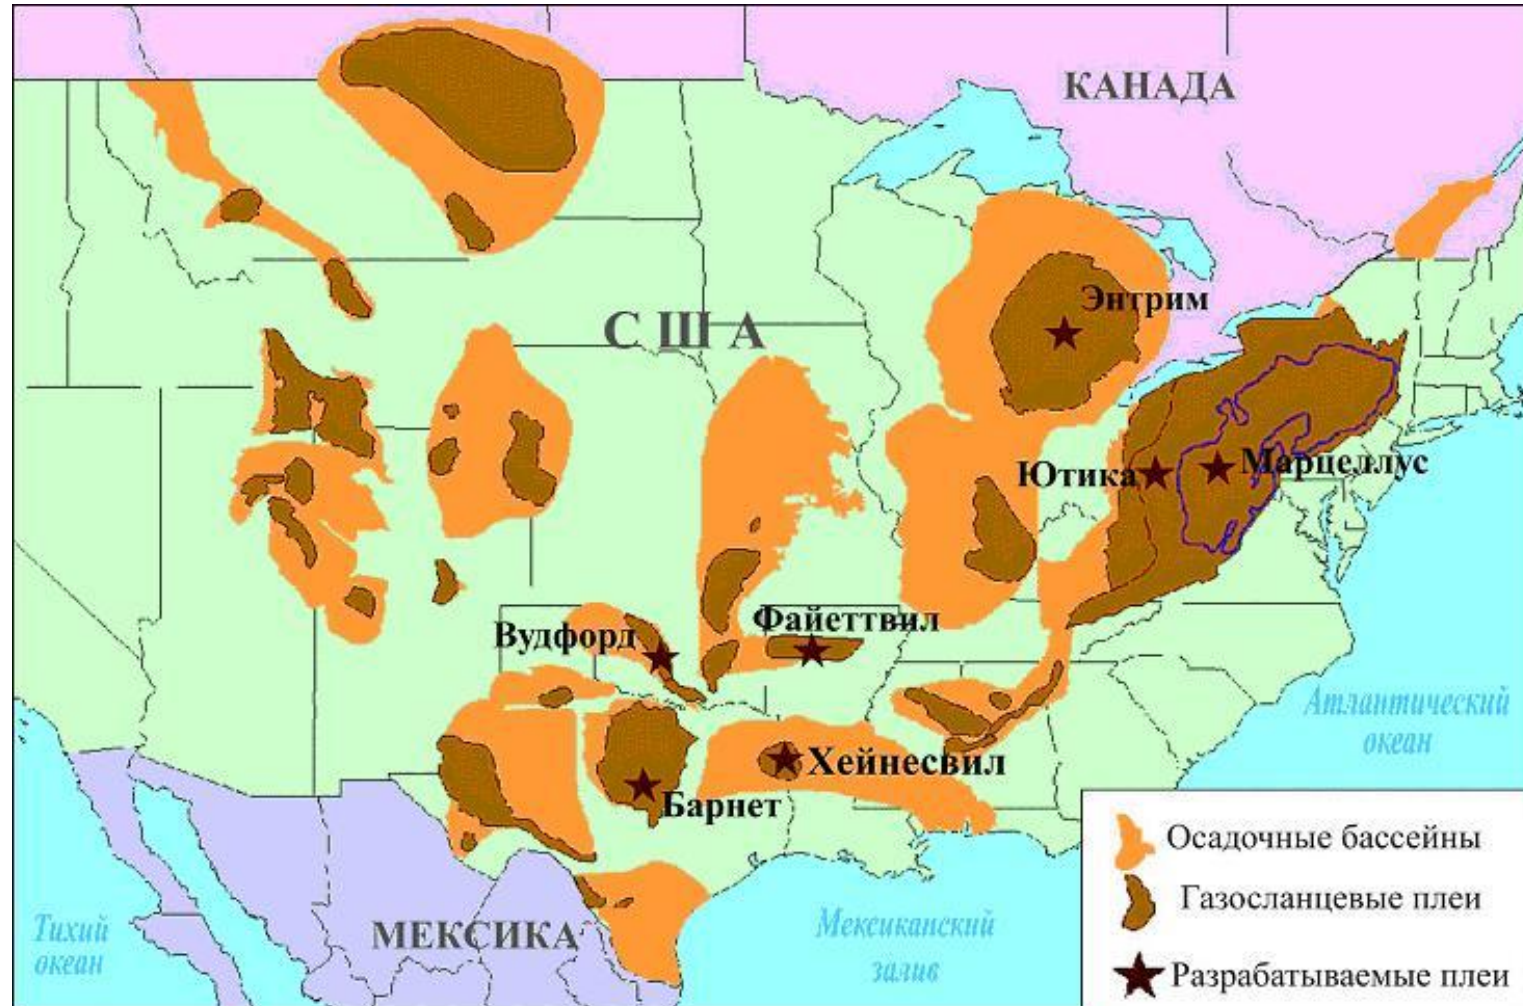 КАНАДА
Энтрим
США
Ютика
Марцеллус
Файеттвил
Вудфорд
Атлантический
океан
Хейнесвил
Барнет
Мексиканский
залив
Тихий
океан
МЕКСИКА
Осадочные бассейны
Газосланцевые плеи
Разрабатываемые плеи